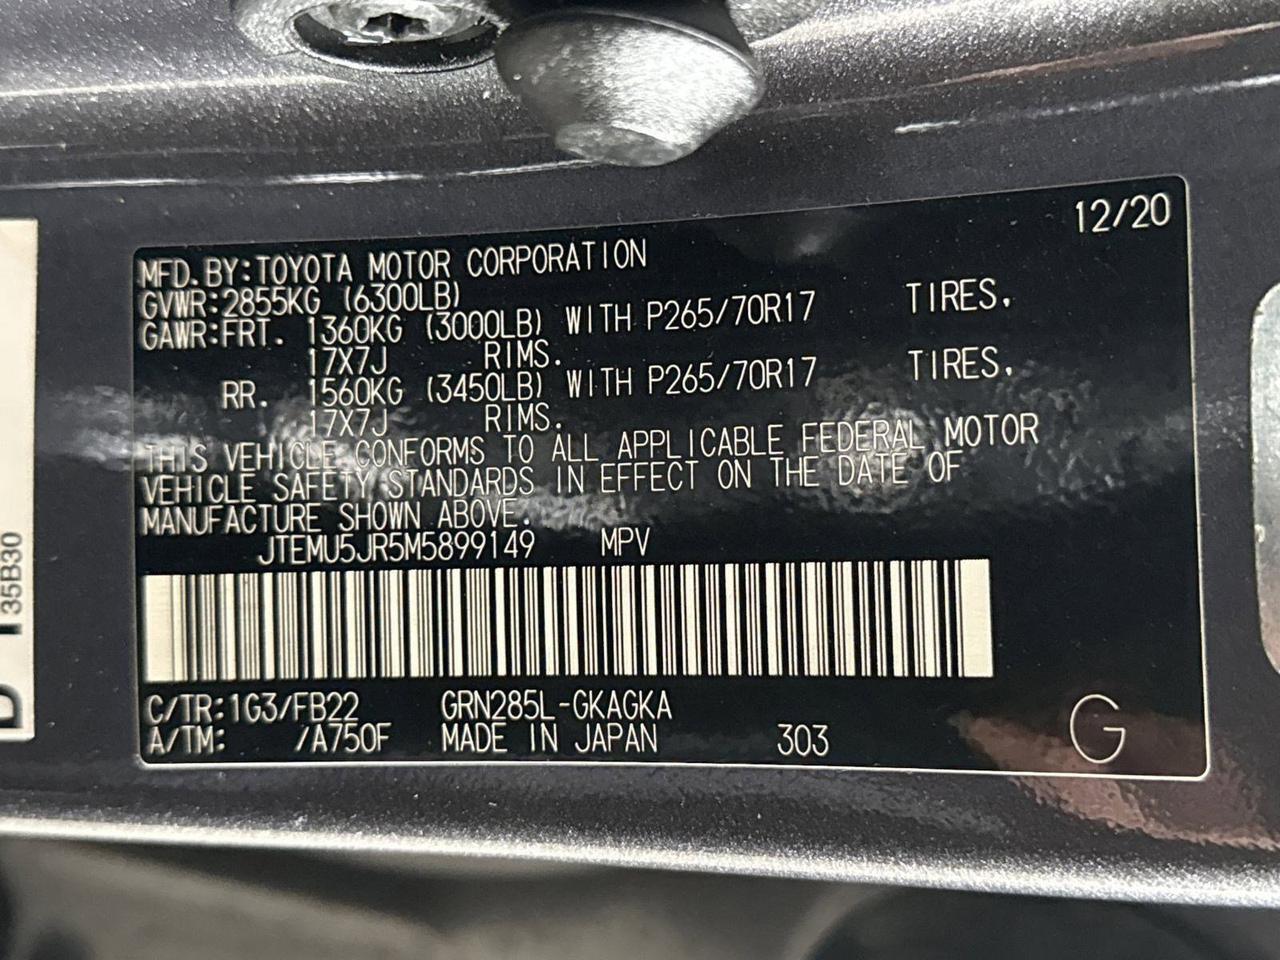 12/20
MFD.BY:TOYOTA MOTOR CORPORATION
GVWR:2855KG (6300LB)
GAWR:FRT. 1360KG (3000LB) WITH P265/70R17 TIRES,
17X7J RIMS.
RR. 1560KG (3450LB) WITH P265/70R17 TIRES,
17X7J RIMS.
THIS VEHICLE CONFORMS TO ALL APPLICABLE FEDERAL MOTOR
VEHICLE SAFETY STANDARDS IN EFFECT ON THE DATE OF
MANUFACTURE SHOWN ABOVE.
JTEMU5JR5M5899149 MPV
C/TR:1G3/FB22 GRN285L-GKAGKA
A/TM: /A750F MADE IN JAPAN 303 G
35B30